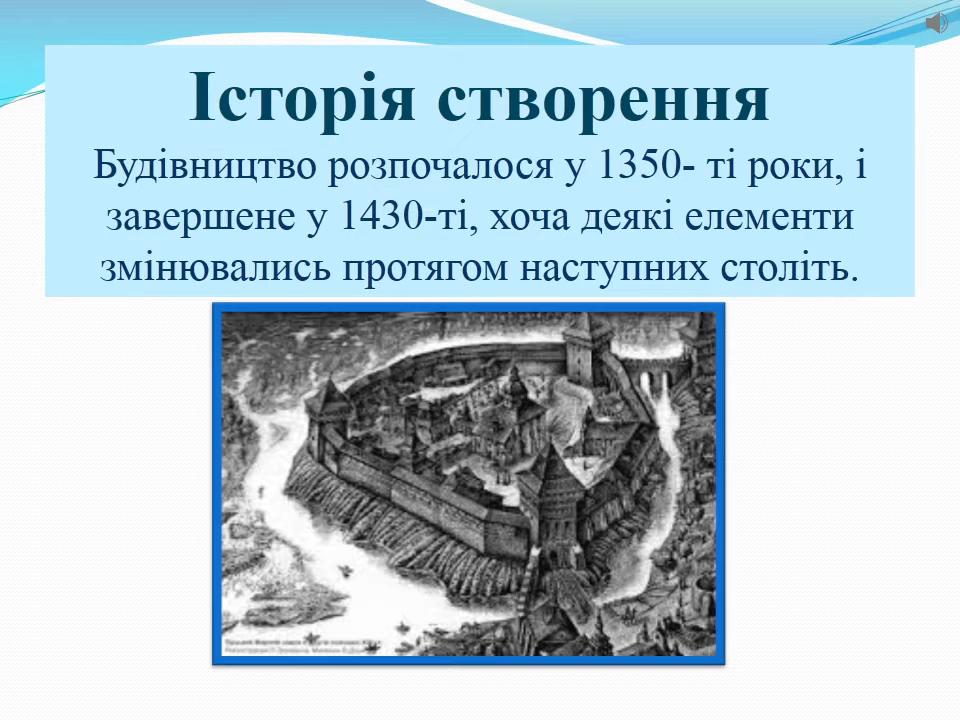 Історія створення
Будівництво розпочалося у 1350- ті роки, і
завершене у 1430-ті, хоча деякі елементи
змінювались протягом наступних століть.